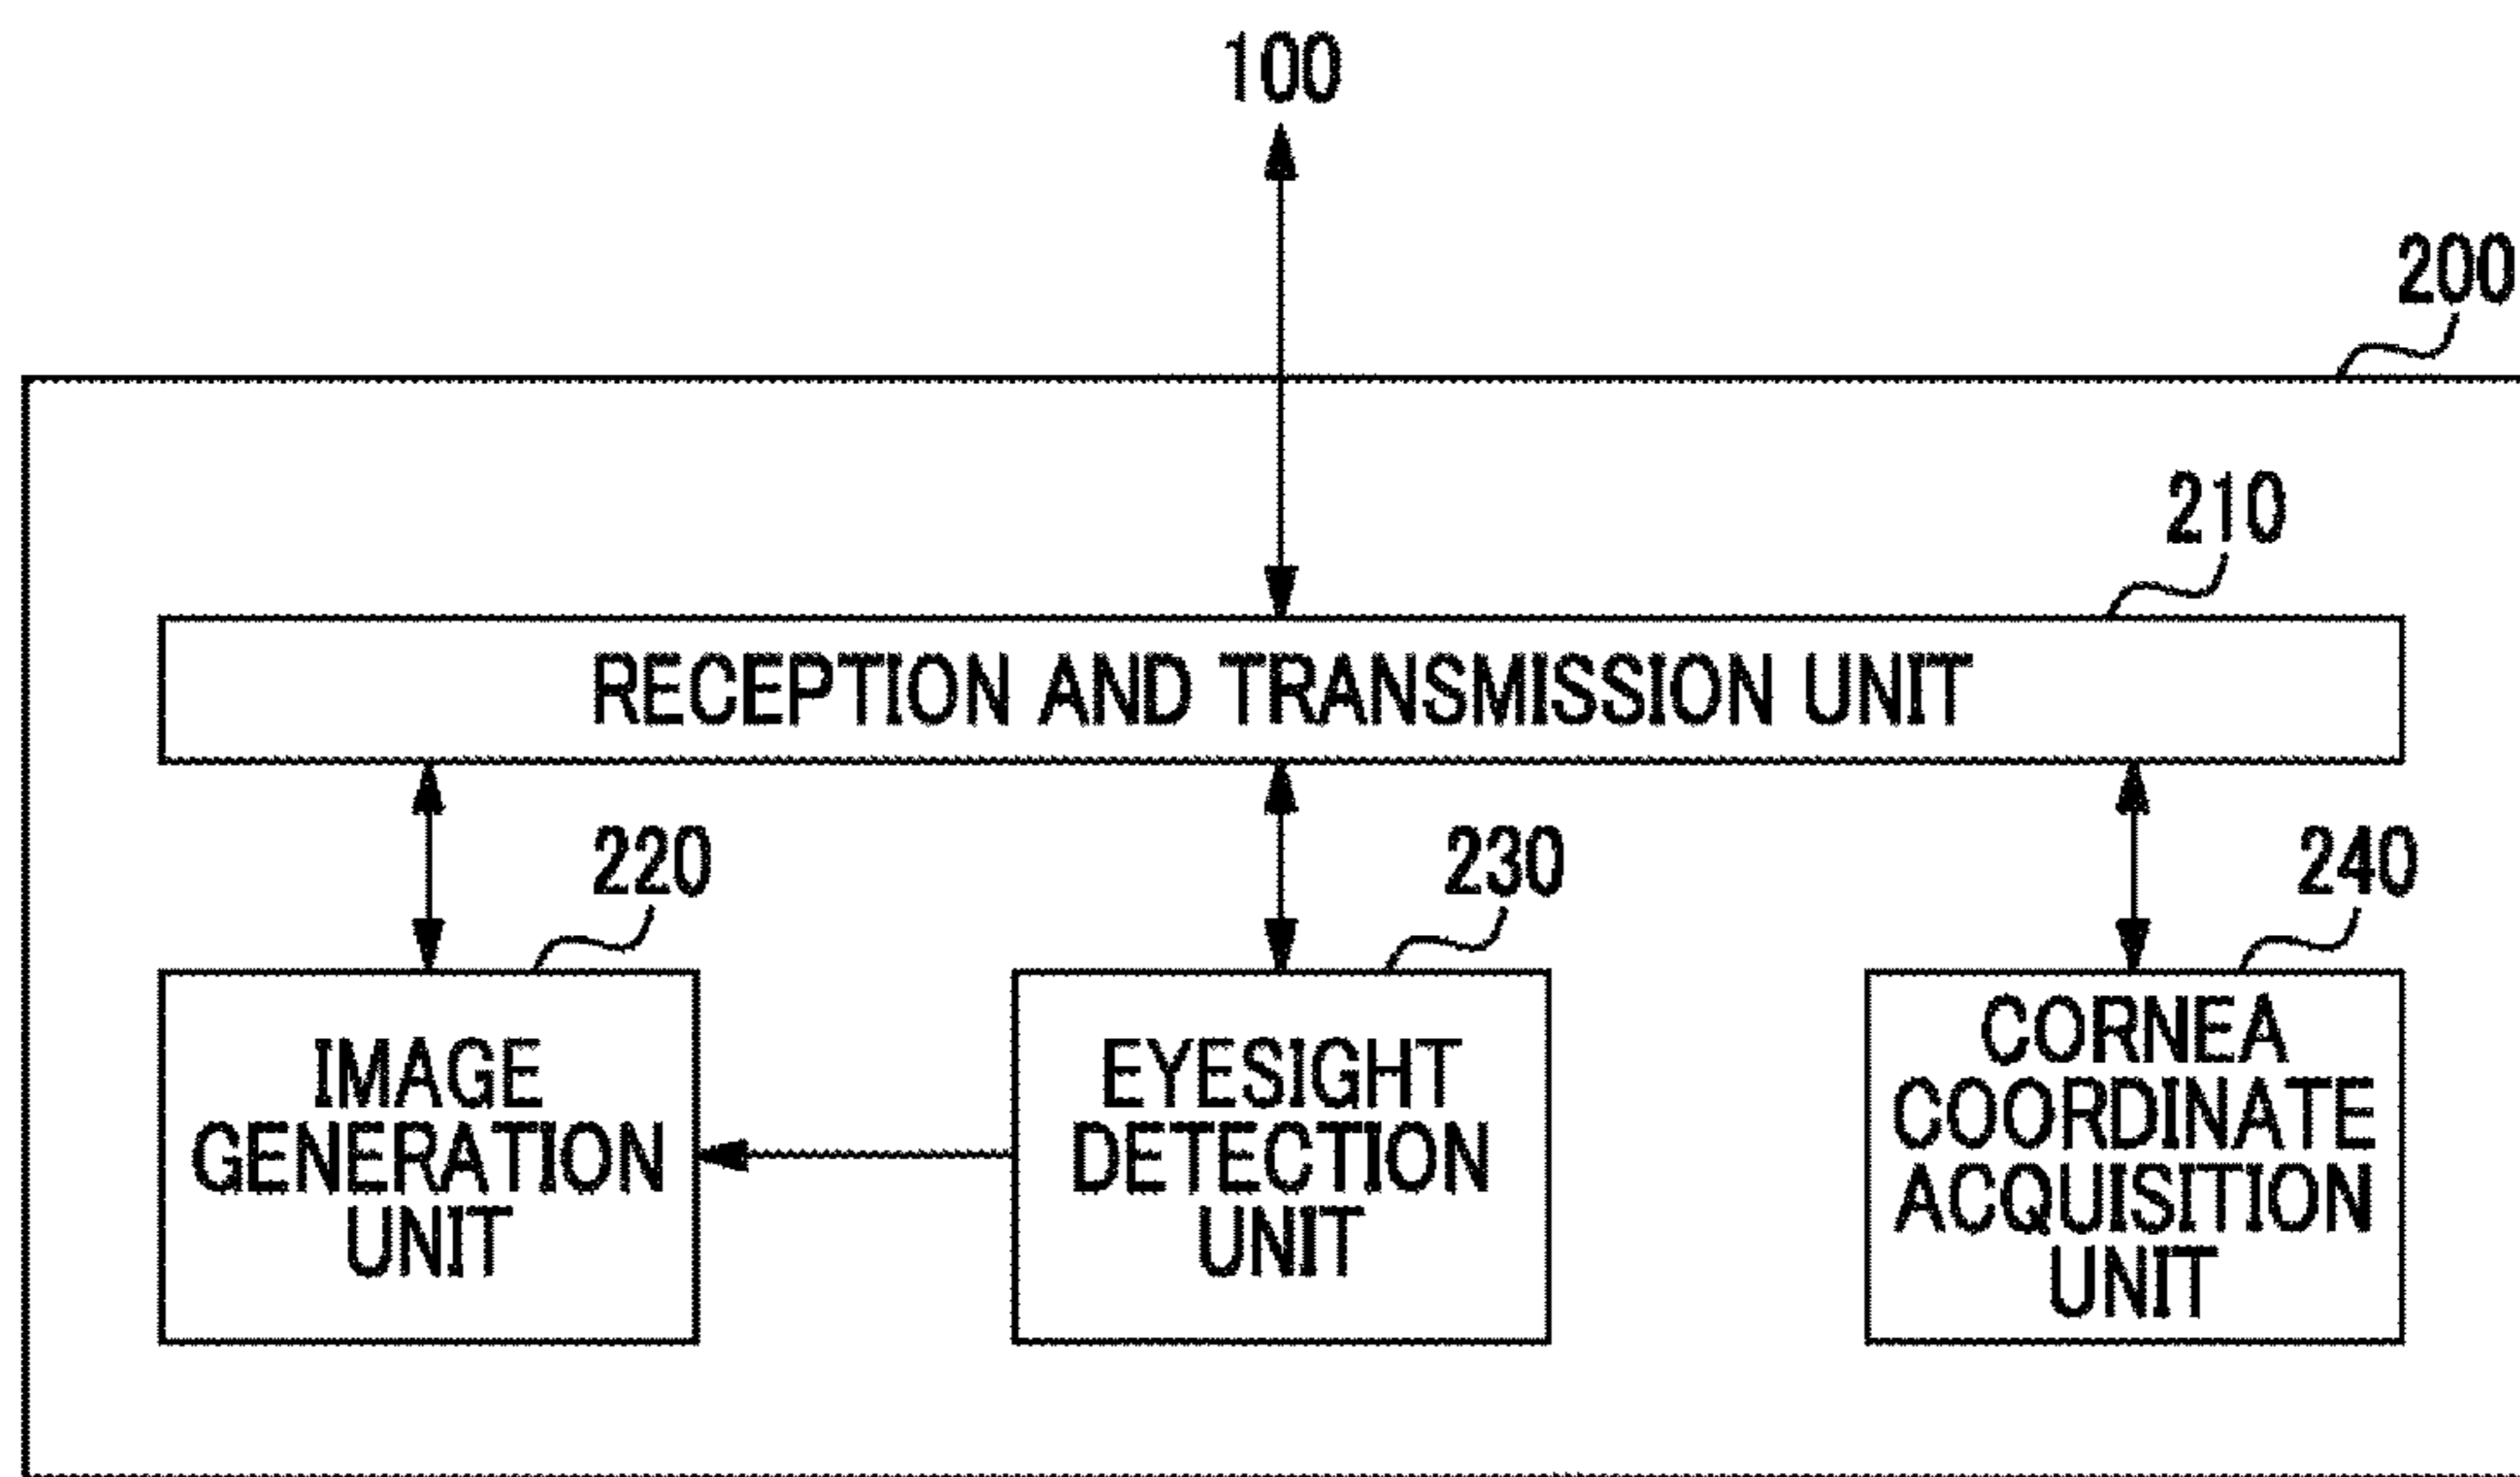 100
200
210
RECEPTION AND TRANSMISSION UNIT
220
230
240
IMAGE
GENERATION
UNIT
EYESIGHT
DETECTION
UNIT
CORNEA
COORDINATE
ACQUISITION
UNIT